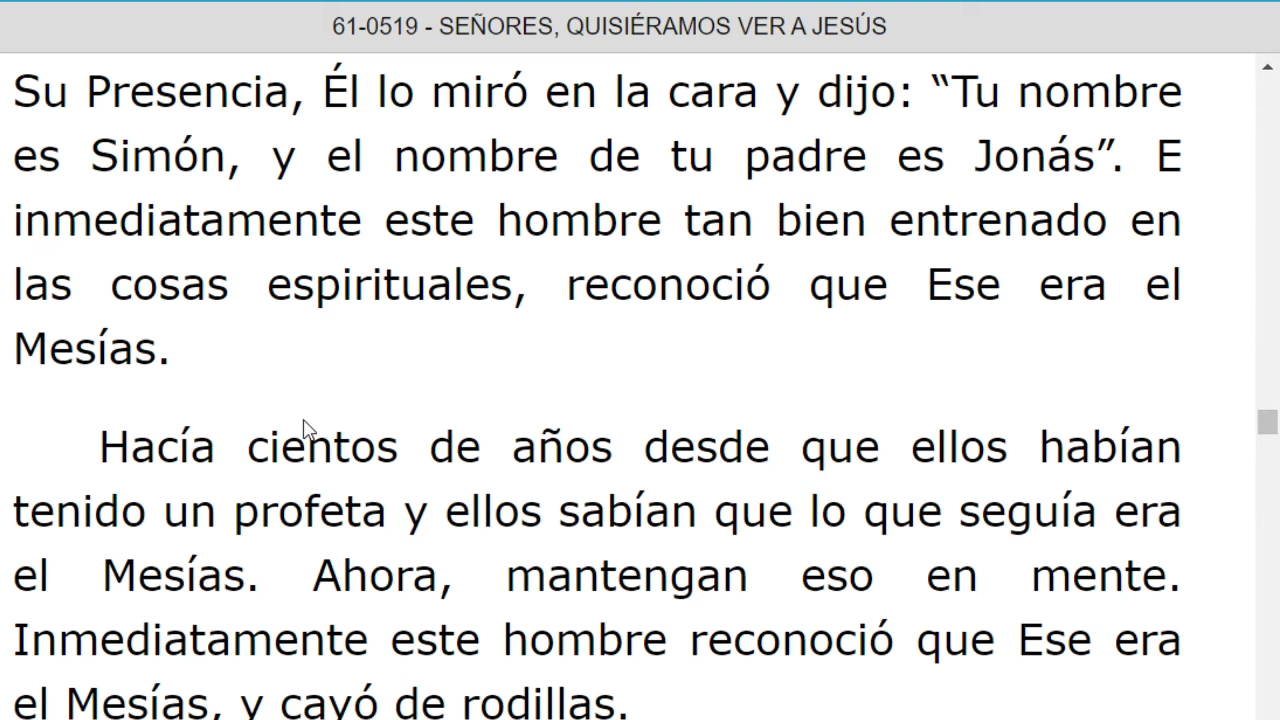 61-0519 - SEÑORES, QUISIÉRAMOS VER A JESÚS
Su Presencia, Él lo miró en la cara y dijo: “Tu nombre
es Simón, y el nombre de tu padre es Jonás”. E
inmediatamente este hombre tan bien entrenado en
las cosas espirituales, reconoció que Ese era el
Mesías.
Hacía cientos de años desde que ellos habían
tenido un profeta y ellos sabían que lo que seguía era
el Mesías. Ahora, mantengan eso en mente.
Inmediatamente este hombre reconoció que Ese era
el Mesías, y cayó de rodillas.